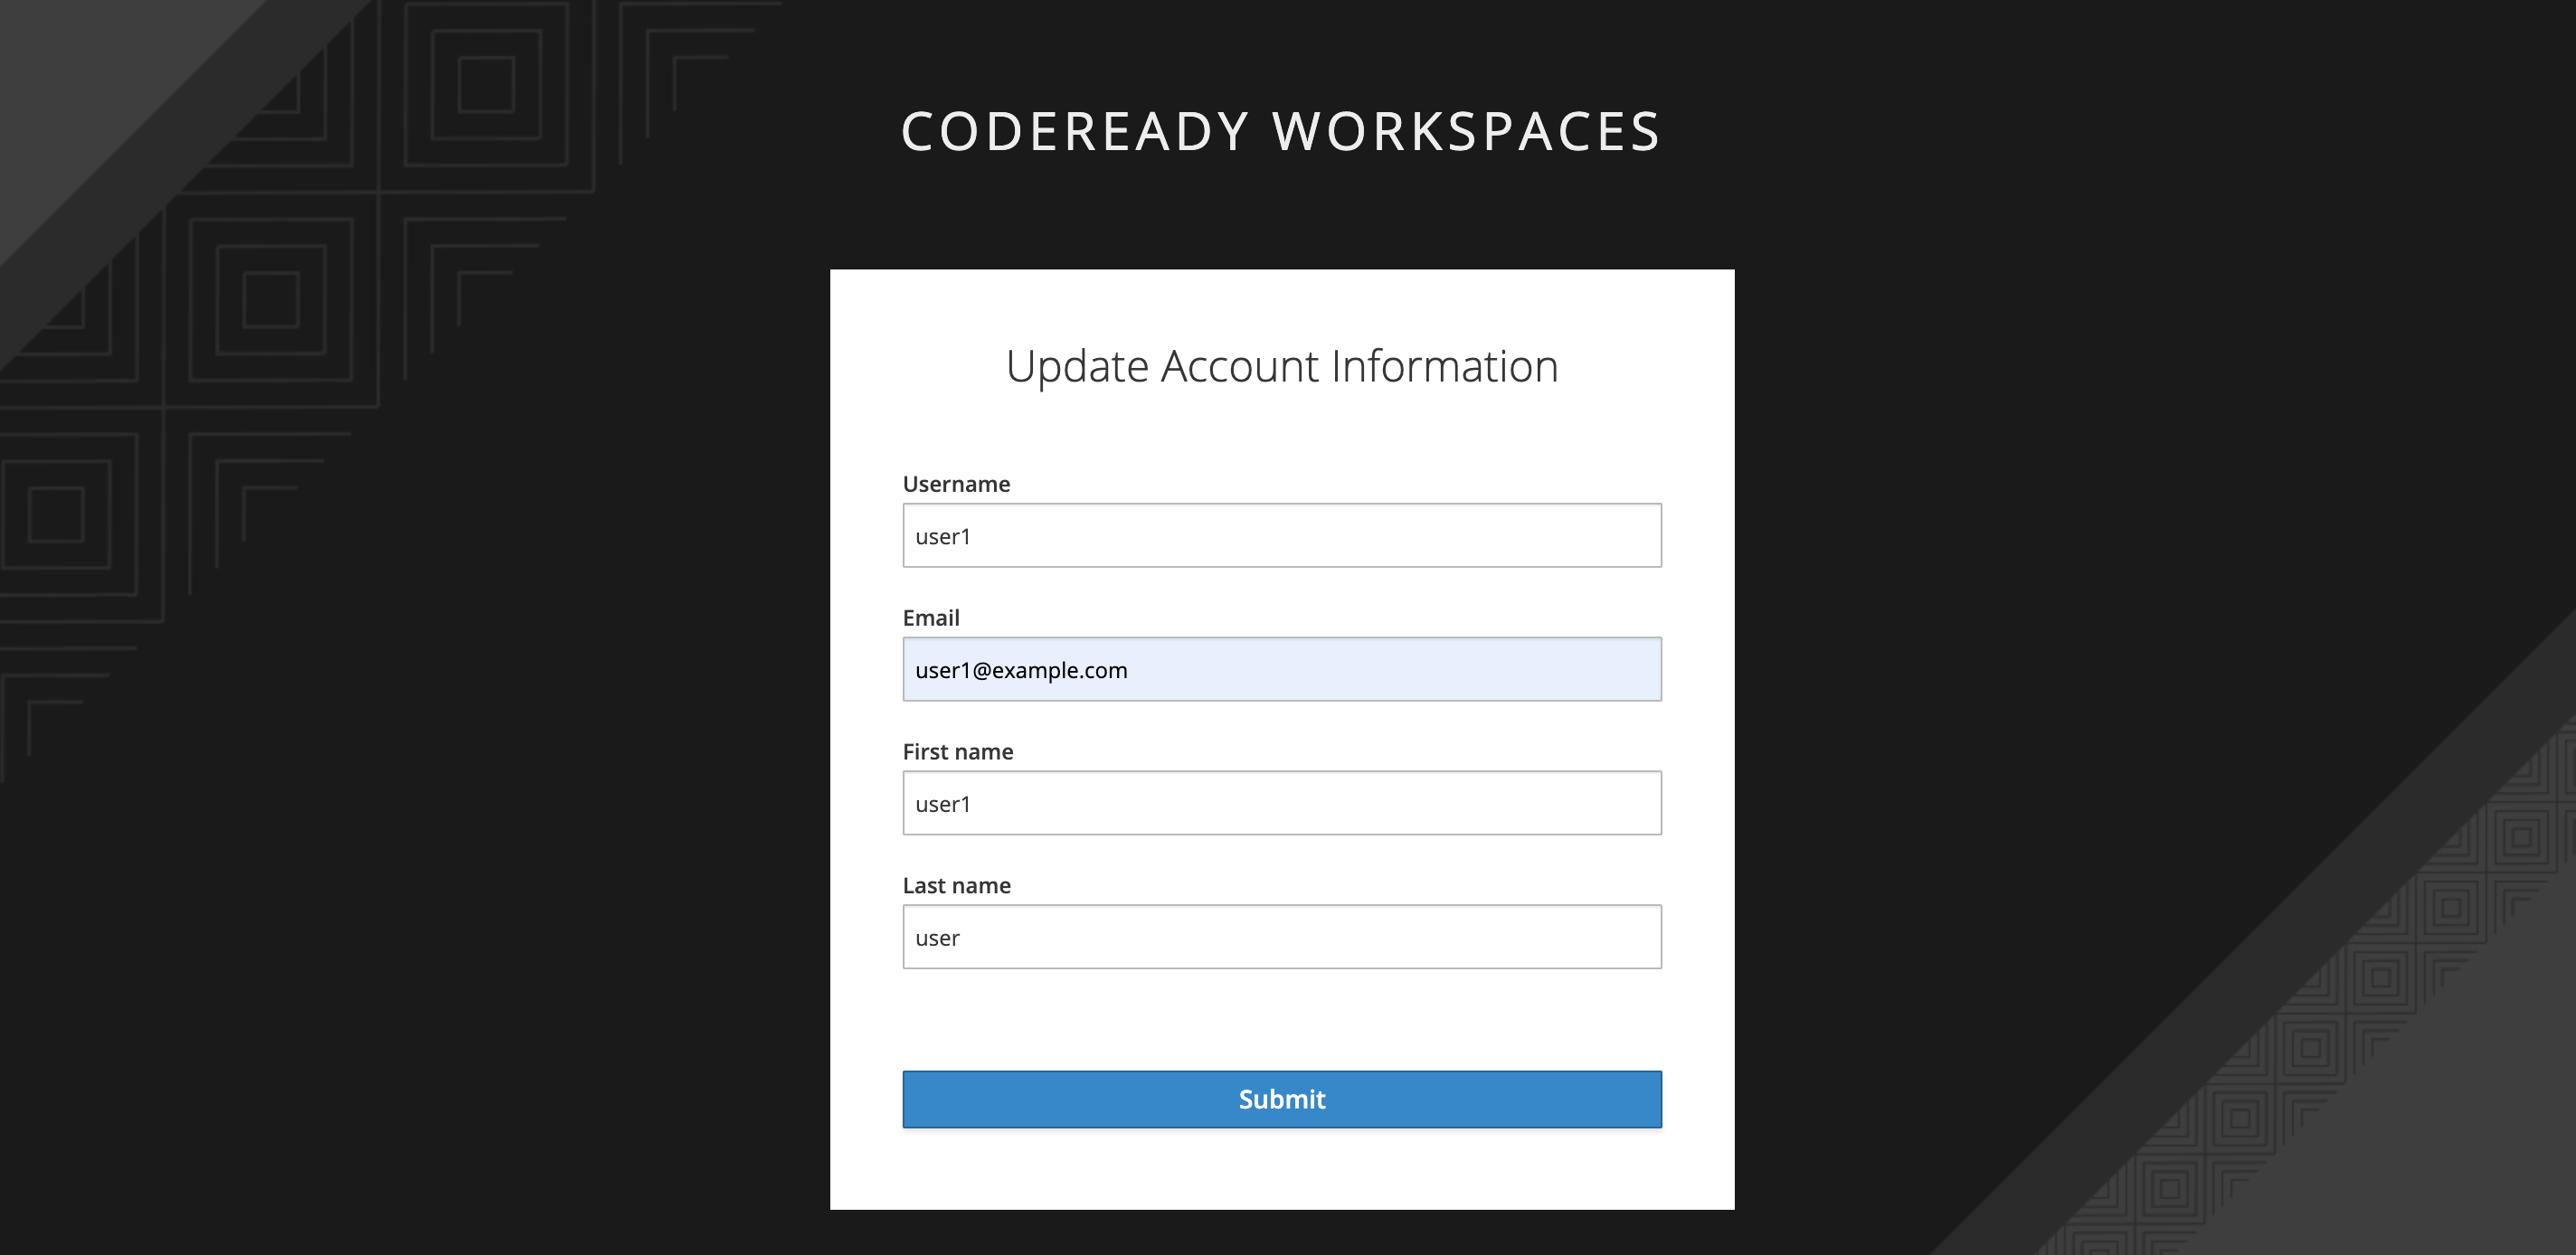 CODEREADY WORKSPACES
Update Account Information
Username
user1
Email
user1@example.com
First name
user1
Last name
user
Submit